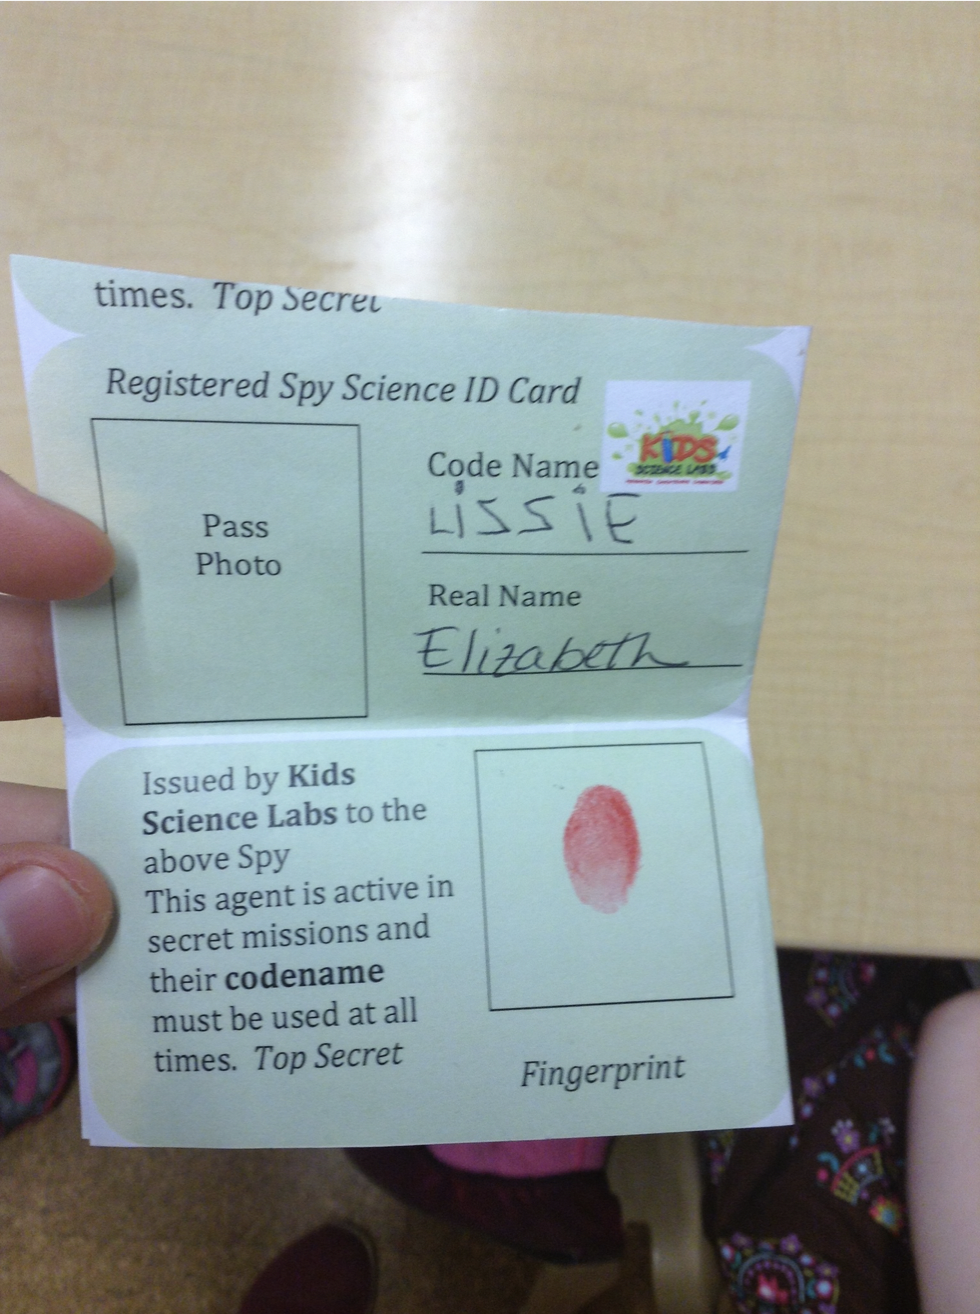 times. Top Secret
Registered Spy Science ID Card
KiDS
SCIENCE LABS
Pass
Photo
Code Name
LiSSiE
Real Name
Elizabeth
Issued by Kids
Science Labs to the
above Spy
This agent is active in
secret missions and
their codename
must be used at all
times. Top Secret
Fingerprint